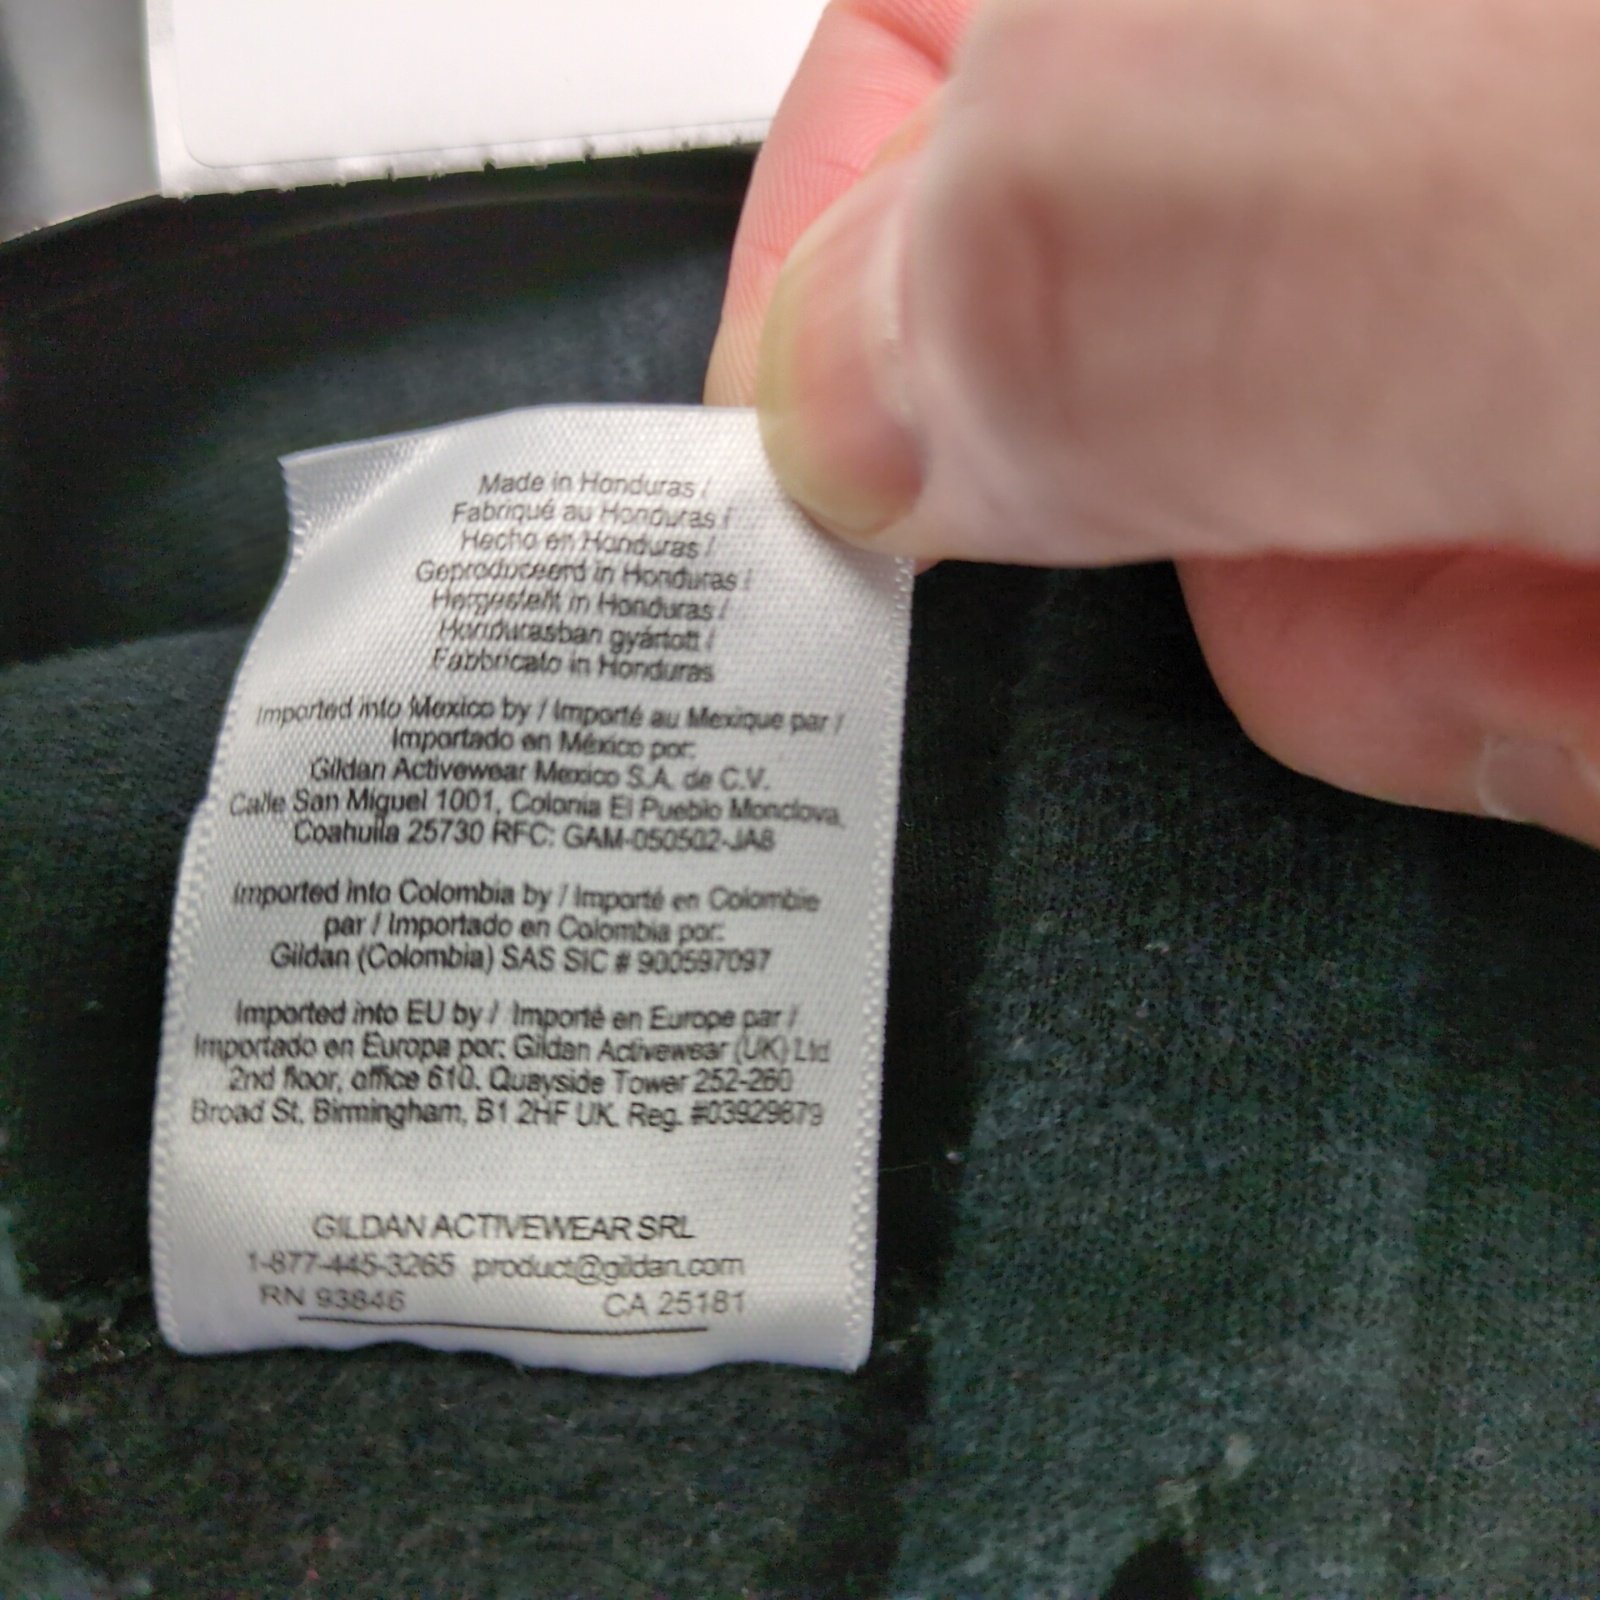 Made in Honduras /
Fabriqué au Honduras /
Hecho en Honduras /
Geproduceerd in Honduras /
Hergestellt in Honduras /
Hondurasban gyártott /
Fabbricato in Honduras
Imported into Mexico by / Importé au Mexique par /
Importado en México por:
Gildan Activewear Mexico S.A. de C.V.
Calle San Miguel 1001, Colonia El Pueblo Monclova,
Coahuila 25730 RFC: GAM-050502-JA8
Imported into Colombia by / Importé en Colombie
par / Importado en Colombia por:
Gildan (Colombia) SAS SIC # 900597097
Imported into EU by / Importé en Europe par /
Importado en Europa por: Gildan Activewear (UK) Ltd
2nd floor, office 610, Quayside Tower 252-260
Broad St, Birmingham, B1 2HF UK. Reg. #03929879
GILDAN ACTIVEWEAR SRL
1-877-445-3265 product@gildan.com
RN 93846 CA 25181